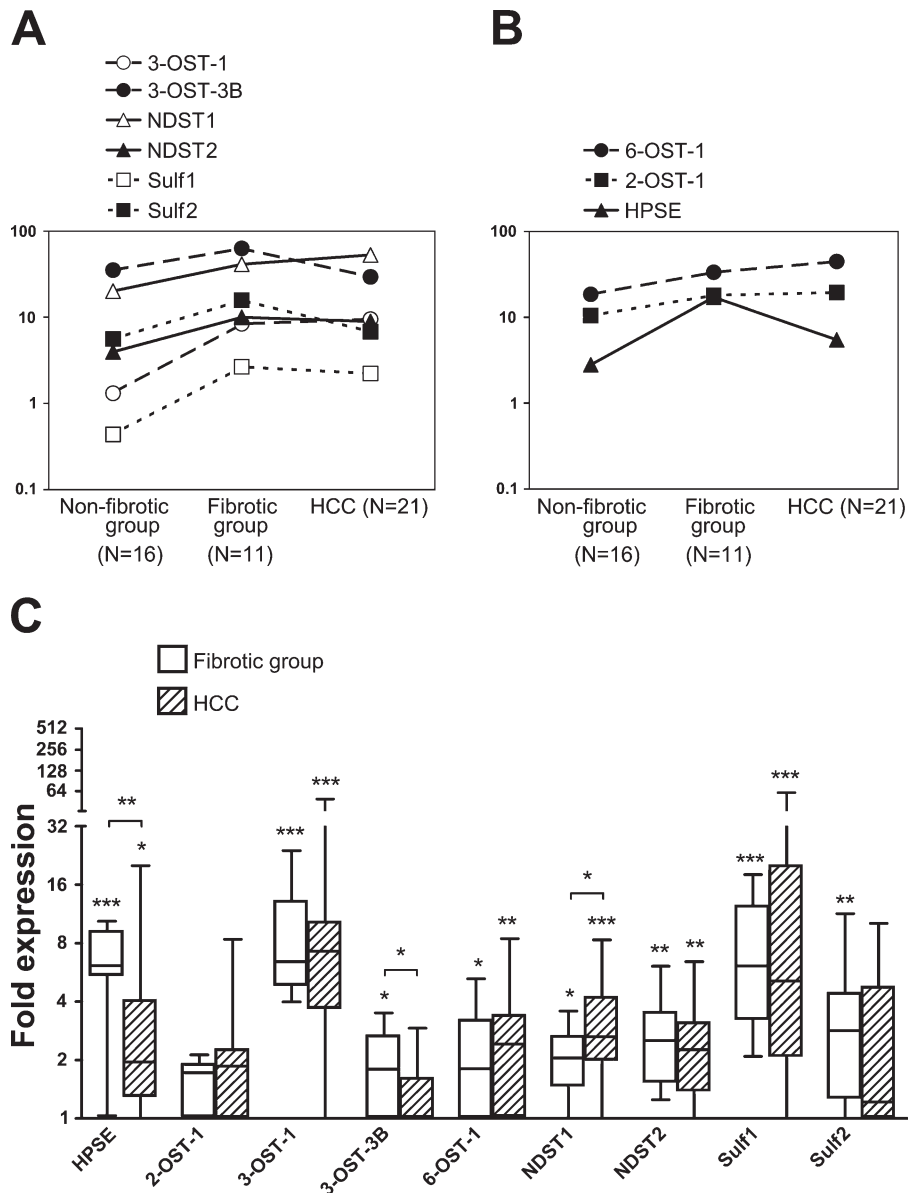 A
3-OST-1
3-OST-3B
NDST1
NDST2
Sulf1
Sulf2
100
10
1
0.1
Non-fibrotic group (N=16)
Fibrotic group (N=11)
HCC (N=21)
B
6-OST-1
2-OST-1
HPSE
100
10
1
0.1
Non-fibrotic group (N=16)
Fibrotic group (N=11)
HCC (N=21)
C
Fibrotic group
HCC
Fold expression
512
256
128
64
32
16
8
4
2
1
***
**
*
***
***
*
*
*
**
*
*
***
**
**
***
***
**
HPSE
2-OST-1
3-OST-1
3-OST-3B
6-OST-1
NDST1
NDST2
Sulf1
Sulf2